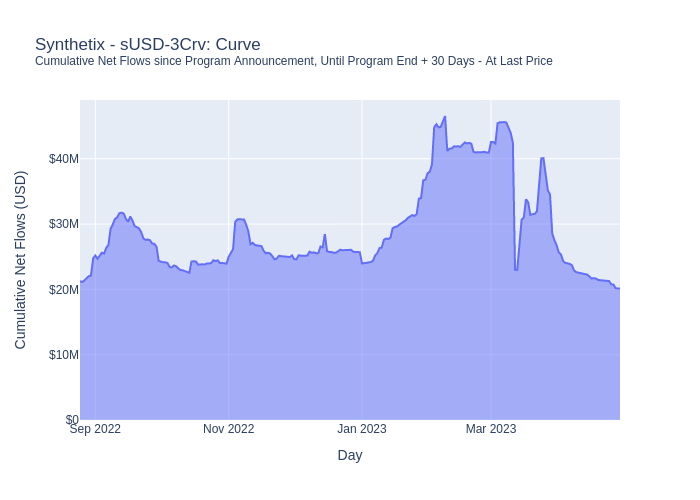 Synthetix - sUSD-3Crv: Curve
Cumulative Net Flows since Program Announcement, Until Program End + 30 Days - At Last Price
Cumulative Net Flows (USD)
$40M
$30M
$20M
$10M
$0
Sep 2022
Nov 2022
Jan 2023
Mar 2023
Day